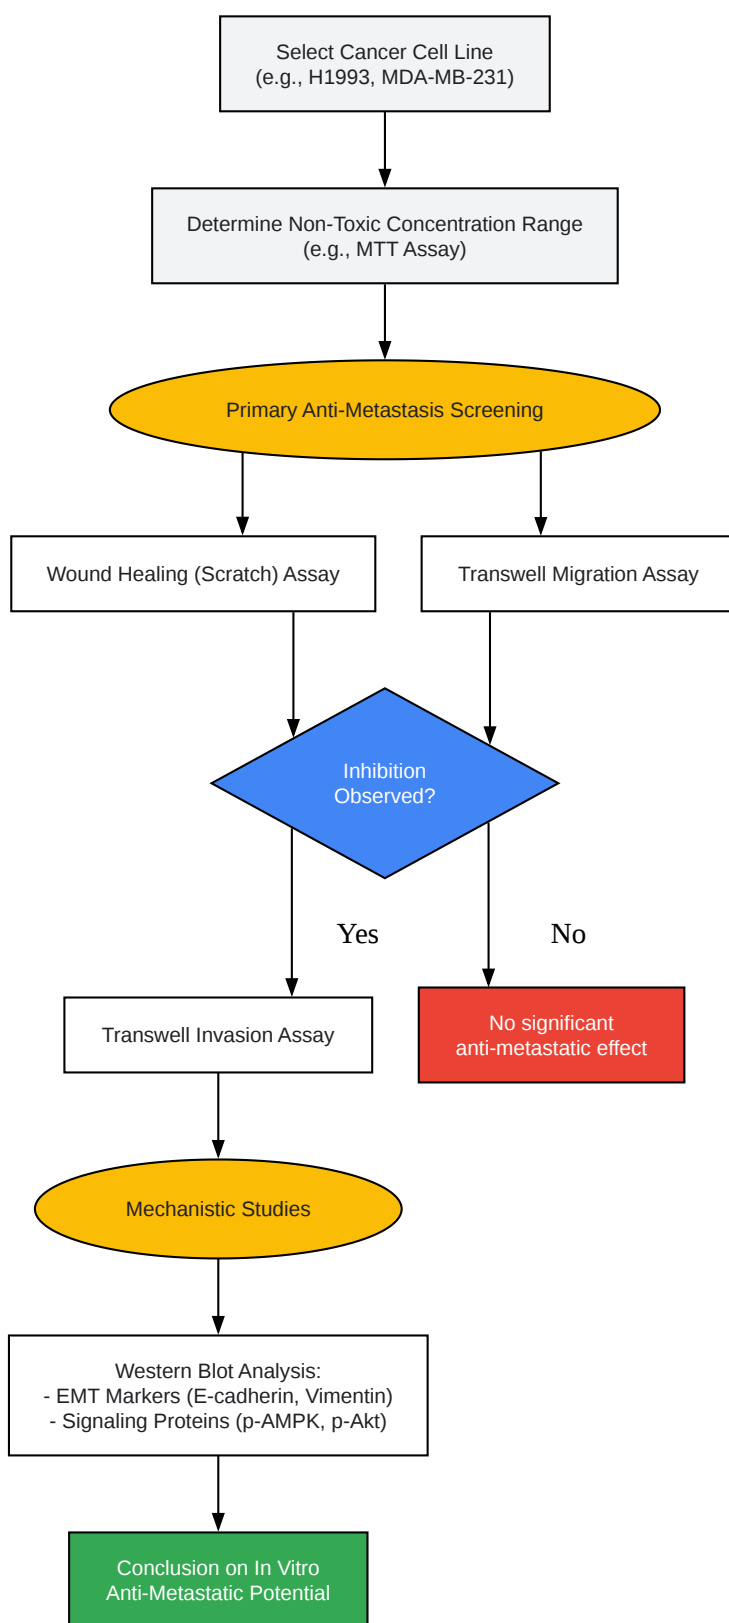 Select Cancer Cell Line
(e.g., H1993, MDA-MB-231)
Determine Non-Toxic Concentration Range
(e.g., MTT Assay)
Primary Anti-Metastasis Screening
Wound Healing (Scratch) Assay
Transwell Migration Assay
Inhibition
Observed?
Yes
No
Transwell Invasion Assay
No significant
anti-metastatic effect
Mechanistic Studies
Western Blot Analysis:
- EMT Markers (E-cadherin, Vimentin)
- Signaling Proteins (p-AMPK, p-Akt)
Conclusion on In Vitro
Anti-Metastatic Potential